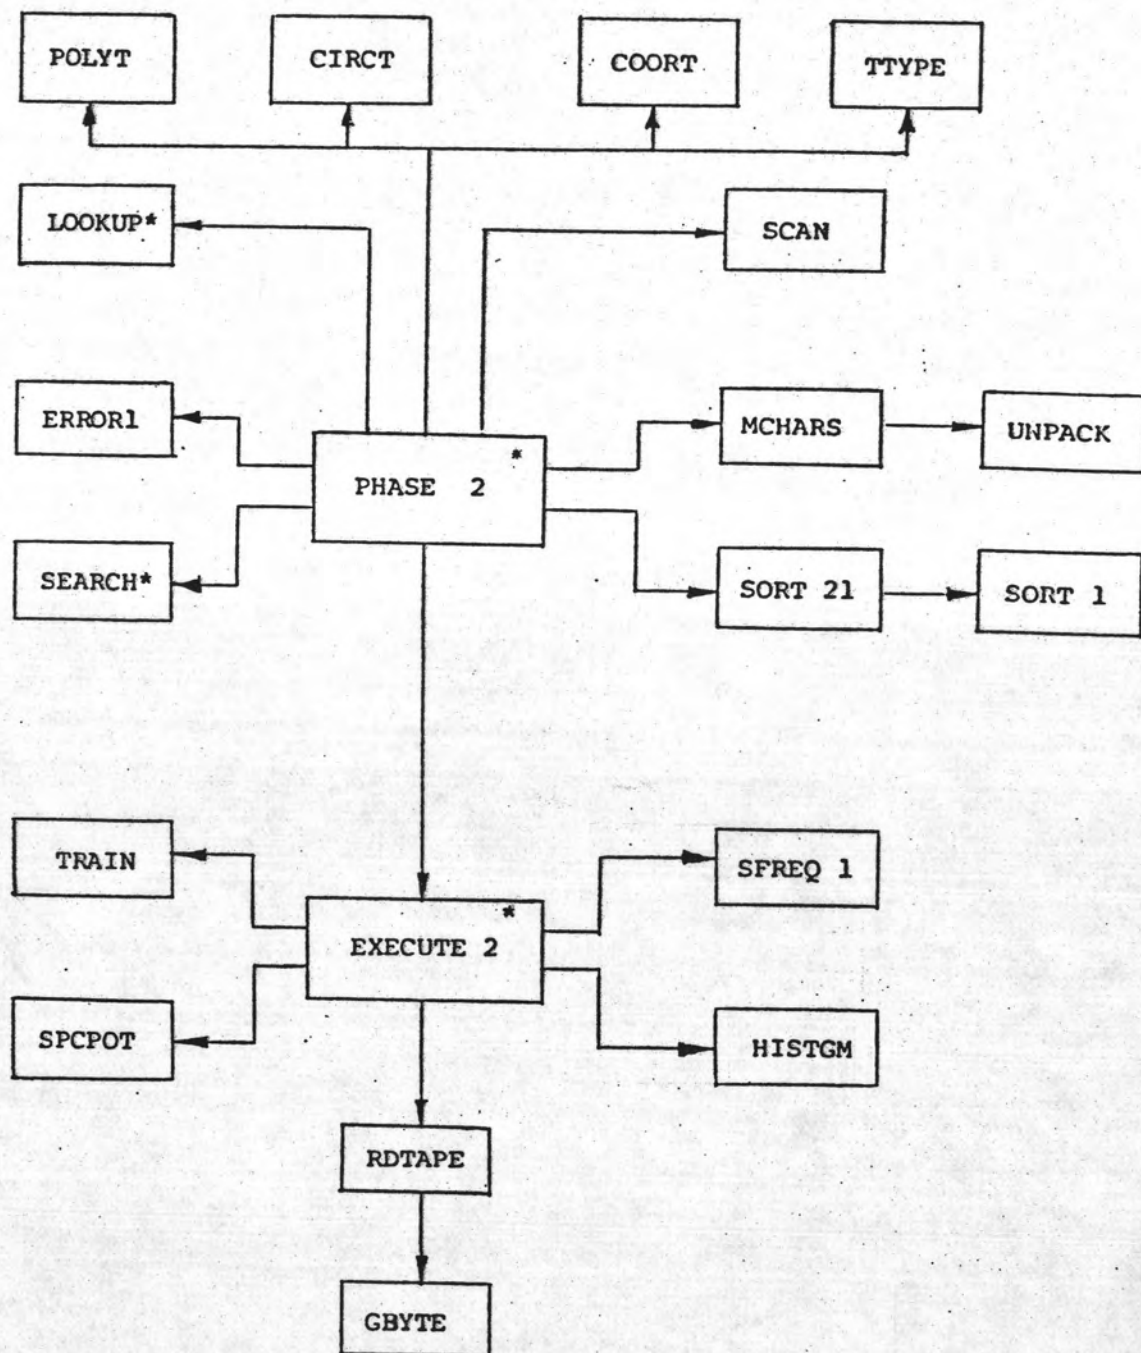 POLYT
CIRCT
COORT
TTYPE
LOOKUP*
SCAN
ERROR1
PHASE 2 *
MCHARS
UNPACK
SEARCH*
SORT 21
SORT 1
TRAIN
SFREQ 1
EXECUTE 2 *
SPCPOT
HISTGM
RDTAPE
GBYTE